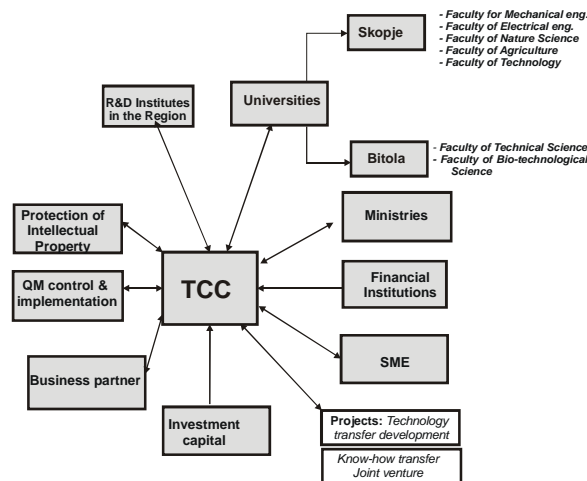 Skopje
- Faculty for Mechanical eng.
- Faculty of Electrical eng.
- Faculty of Nature Science
- Faculty of Agriculture
- Faculty of Technology
R&D Institutes
in the Region
Universities
Bitola
- Faculty of Technical Science
- Faculty of Bio-technological
Science
Protection of
Intellectual
Property
Ministries
TCC
QM control &
implementation
Financial
Institutions
Business partner
SME
Investment
capital
Projects: Technology
transfer development
Know-how transfer
Joint venture